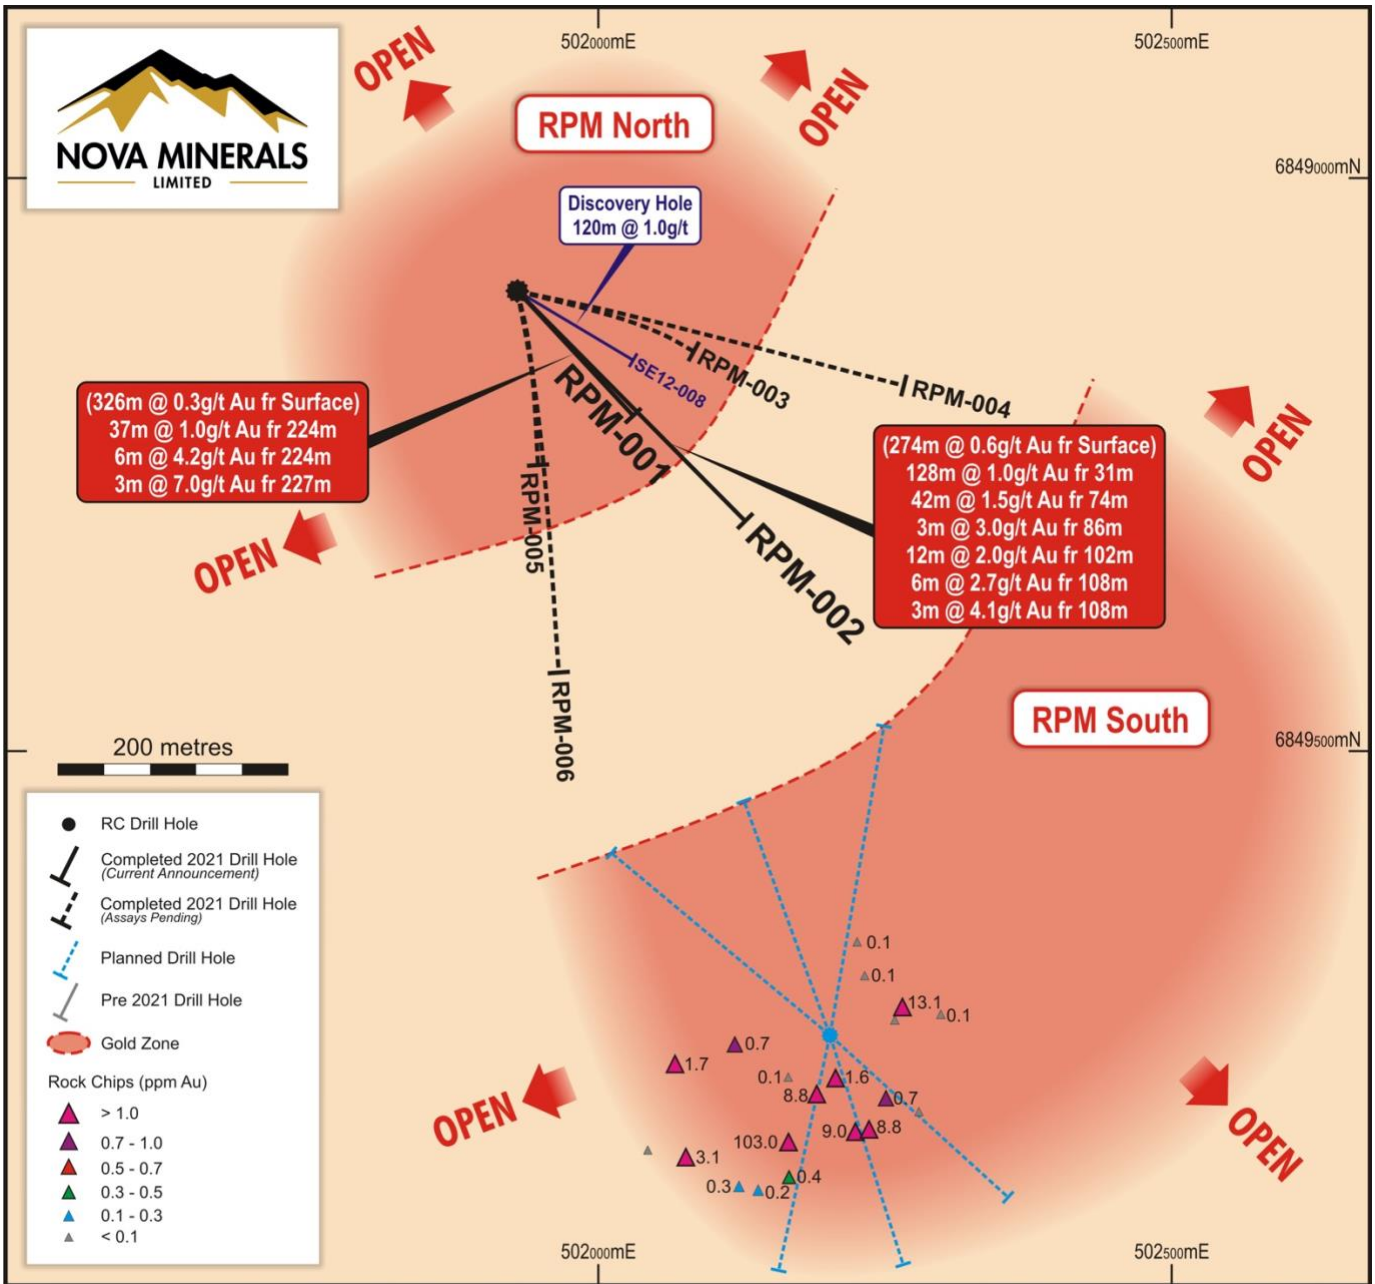 502000mE
502500mE
OPEN
OPEN
RPM North
NOVA MINERALS
LIMITED
6849000mN
Discovery Hole
120m @ 1.0g/t
SE12-008
RPM-003
RPM-004
RPM-001
(326m @ 0.3g/t Au fr Surface)
37m @ 1.0g/t Au fr 224m
6m @ 4.2g/t Au fr 224m
3m @ 7.0g/t Au fr 227m
OPEN
(274m @ 0.6g/t Au fr Surface)
128m @ 1.0g/t Au fr 31m
42m @ 1.5g/t Au fr 74m
3m @ 3.0g/t Au fr 86m
12m @ 2.0g/t Au fr 102m
6m @ 2.7g/t Au fr 108m
3m @ 4.1g/t Au fr 108m
RPM-005
OPEN
RPM-002
RPM-006
RPM South
6849500mN
200 metres
RC Drill Hole
Completed 2021 Drill Hole
(Current Announcement)
Completed 2021 Drill Hole
(Assays Pending)
Planned Drill Hole
Pre 2021 Drill Hole
Gold Zone
Rock Chips (ppm Au)
> 1.0
0.7 - 1.0
0.5 - 0.7
0.3 - 0.5
0.1 - 0.3
< 0.1
0.1
0.1
13.1
0.1
0.7
1.7
0.1
1.6
8.8
0.7
9.0
8.8
103.0
3.1
0.4
0.3
0.2
OPEN
OPEN
502000mE
502500mE